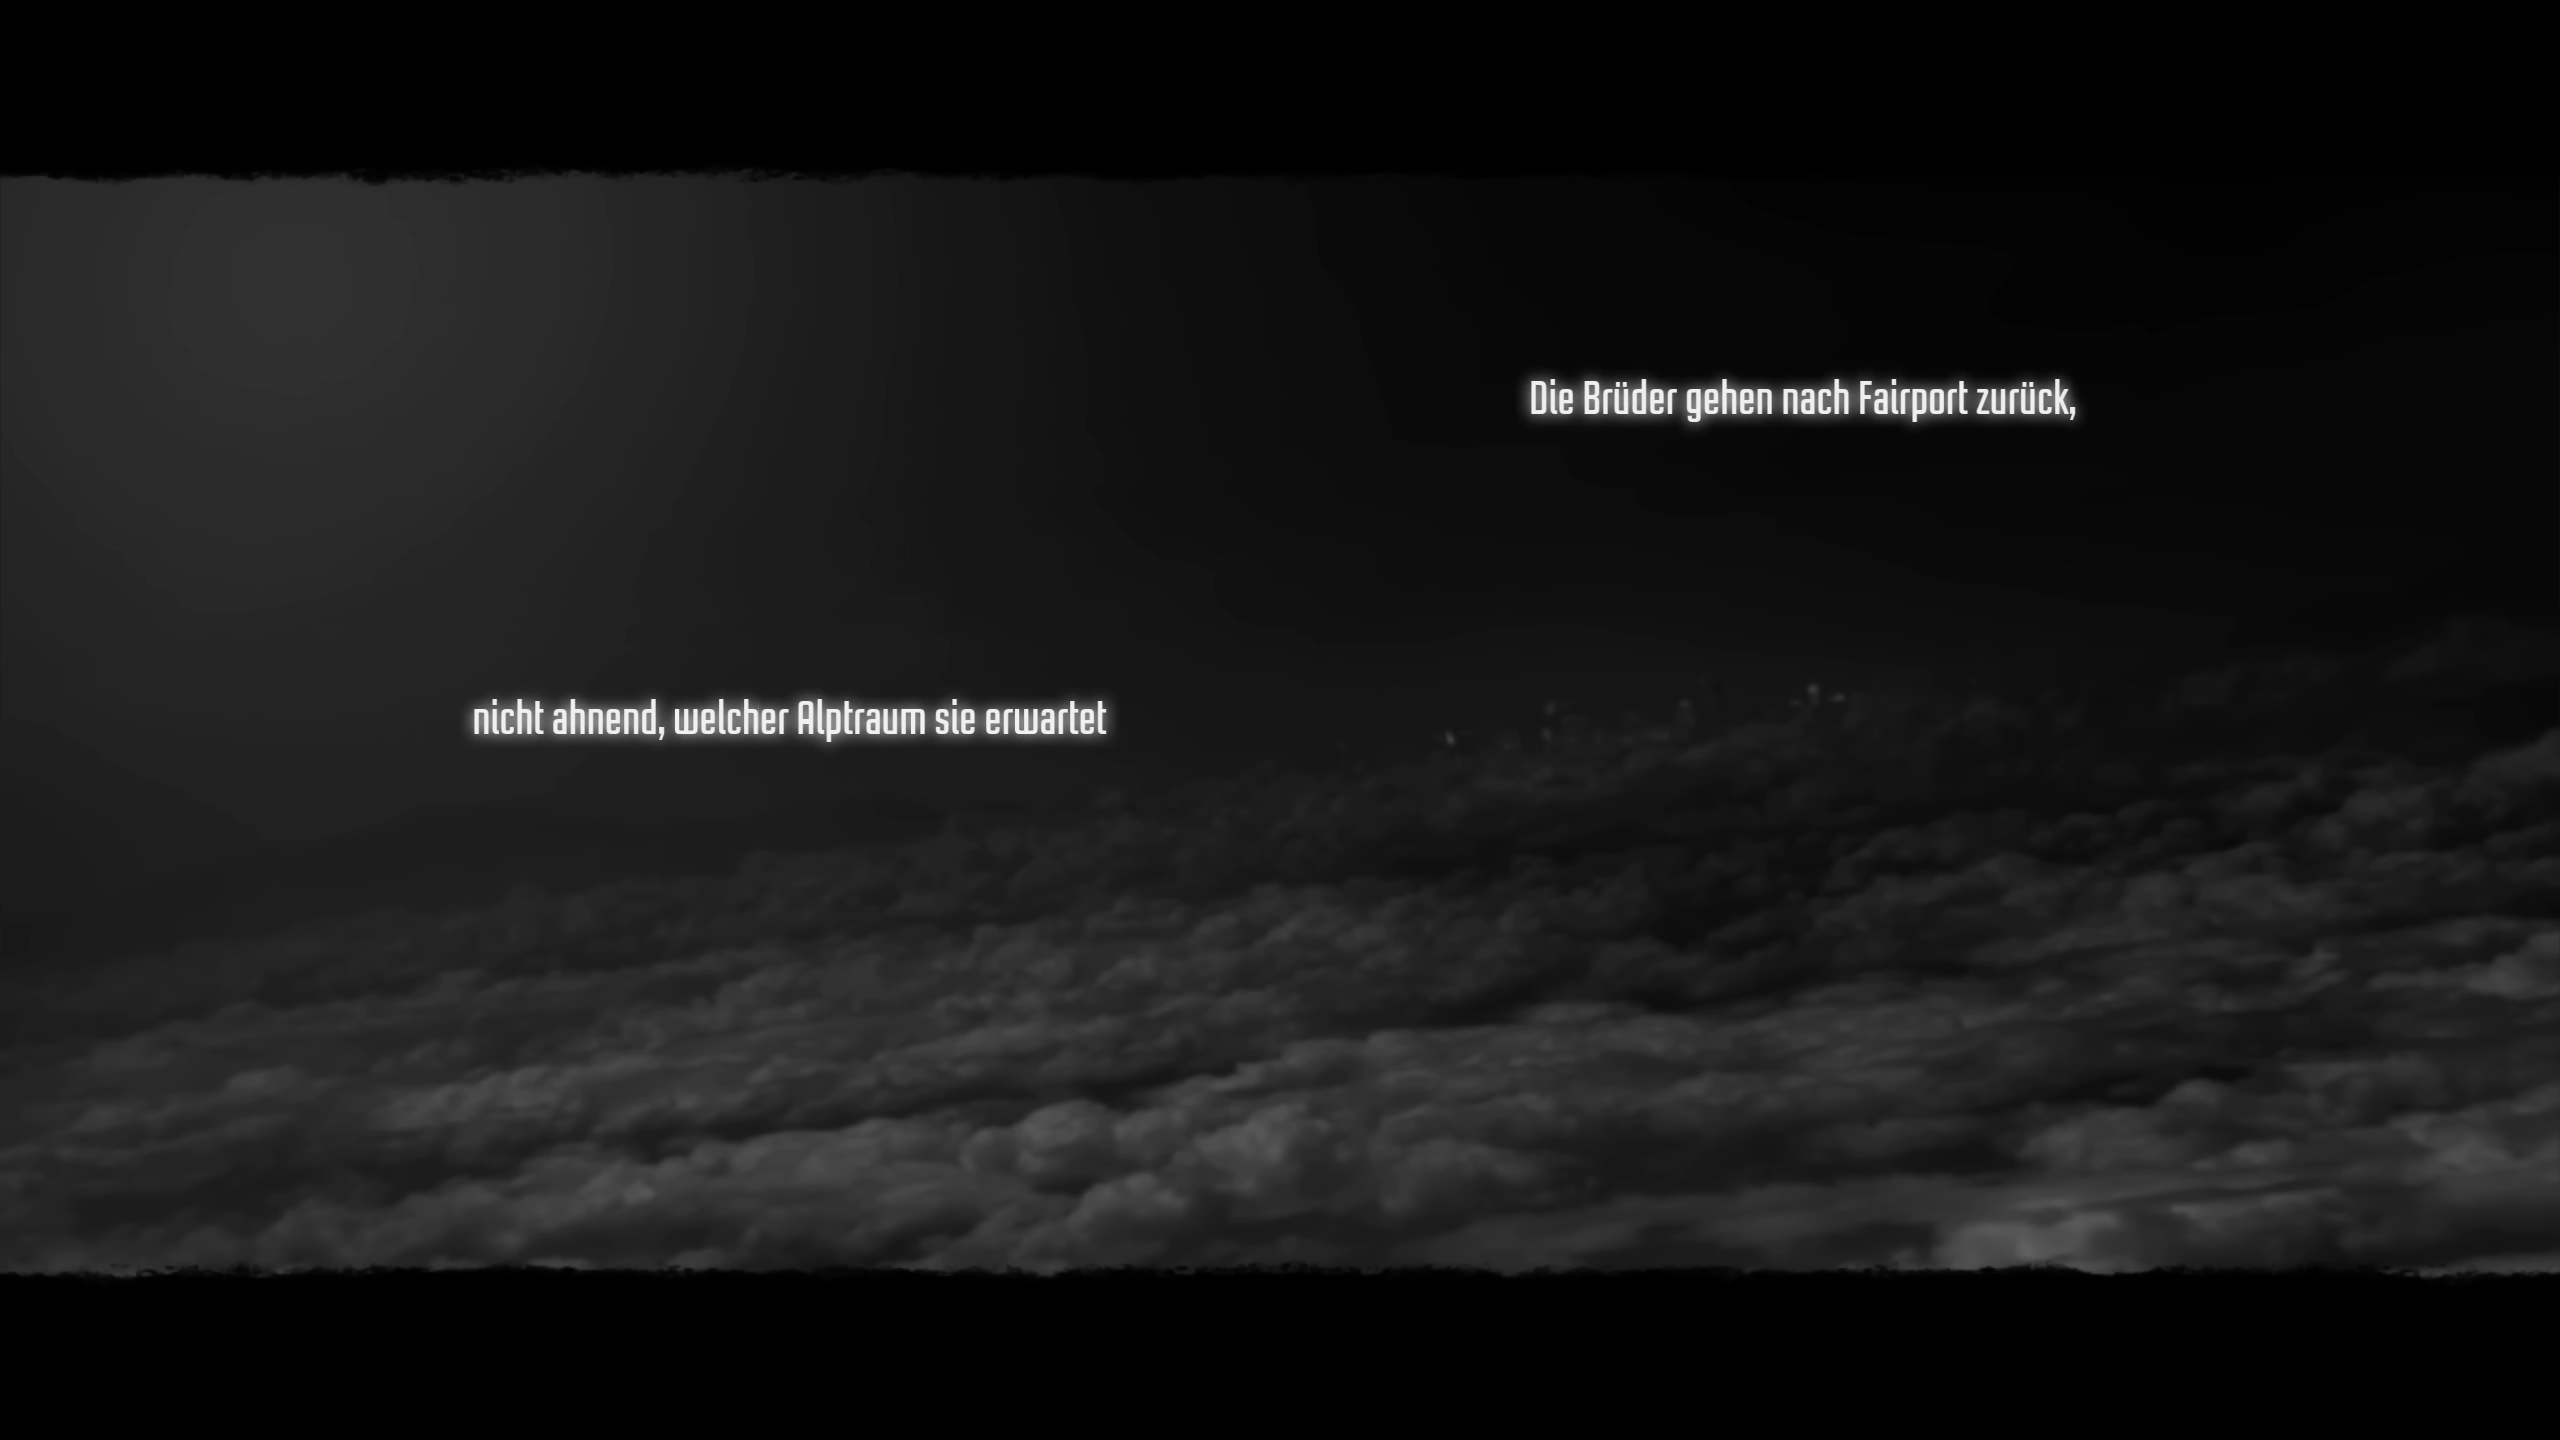 Die Brüder gehen nach Fairport zurück,
nicht ahnend, welcher Alptraum sie erwartet